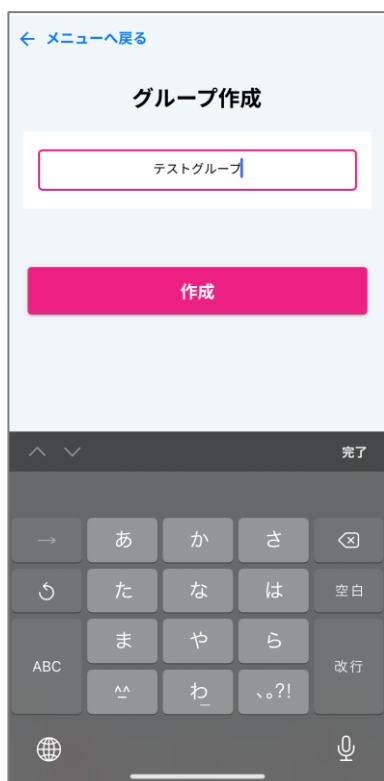 ← メニューへ戻る
グループ作成
テストグループ
作成
完了
→ あ か さ
た な は 空白
ABC ま や ら 改行
^^ わ_ 、。?!